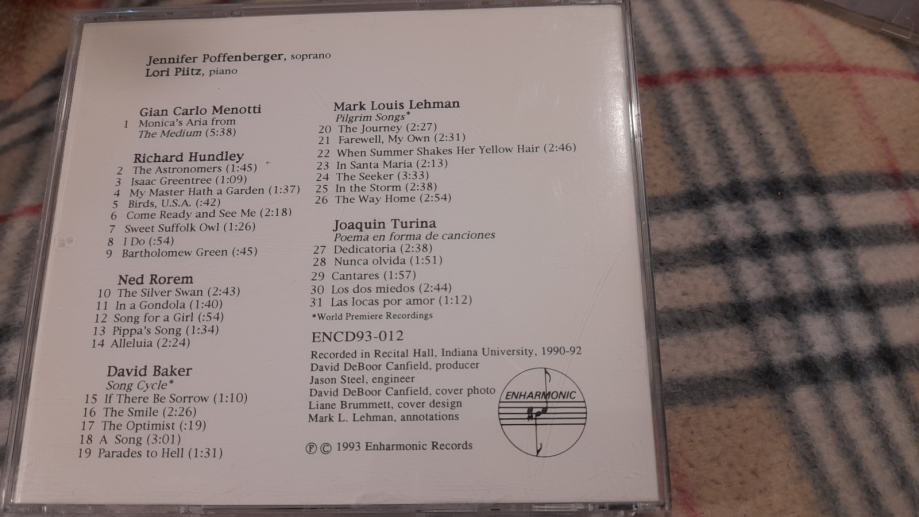 Jennifer Poffenberger, soprano
Lori Piitz, piano
Gian Carlo Menotti
1 Monica's Aria from
The Medium (5:38)
Richard Hundley
2 The Astronomers (1:45)
3 Isaac Greentree (1:09)
4 My Master Hath a Garden (1:37)
5 Birds, U.S.A. (:42)
6 Come Ready and See Me (2:18)
7 Sweet Suffolk Owl (1:26)
8 I Do (:54)
9 Bartholomew Green (:45)
Ned Rorem
10 The Silver Swan (2:43)
11 In a Gondola (1:40)
12 Song for a Girl (:54)
13 Pippa's Song (1:34)
14 Alleluia (2:24)
David Baker
Song Cycle*
15 If There Be Sorrow (1:10)
16 The Smile (2:26)
17 The Optimist (:19)
18 A Song (3:01)
19 Parades to Hell (1:31)
Mark Louis Lehman
Pilgrim Songs*
20 The Journey (2:27)
21 Farewell, My Own (2:31)
22 When Summer Shakes Her Yellow Hair (2:46)
23 In Santa Maria (2:13)
24 The Seeker (3:33)
25 In the Storm (2:38)
26 The Way Home (2:54)
Joaquin Turina
Poema en forma de canciones
27 Dedicatoria (2:38)
28 Nunca olvida (1:51)
29 Cantares (1:57)
30 Los dos miedos (2:44)
31 Las locas por amor (1:12)
*World Premiere Recordings
ENCD93-012
Recorded in Recital Hall, Indiana University, 1990-92
David DeBoor Canfield, producer
Jason Steel, engineer
David DeBoor Canfield, cover photo
Liane Brummett, cover design
Mark L. Lehman, annotations
ENHARMONIC
℗ © 1993 Enharmonic Records